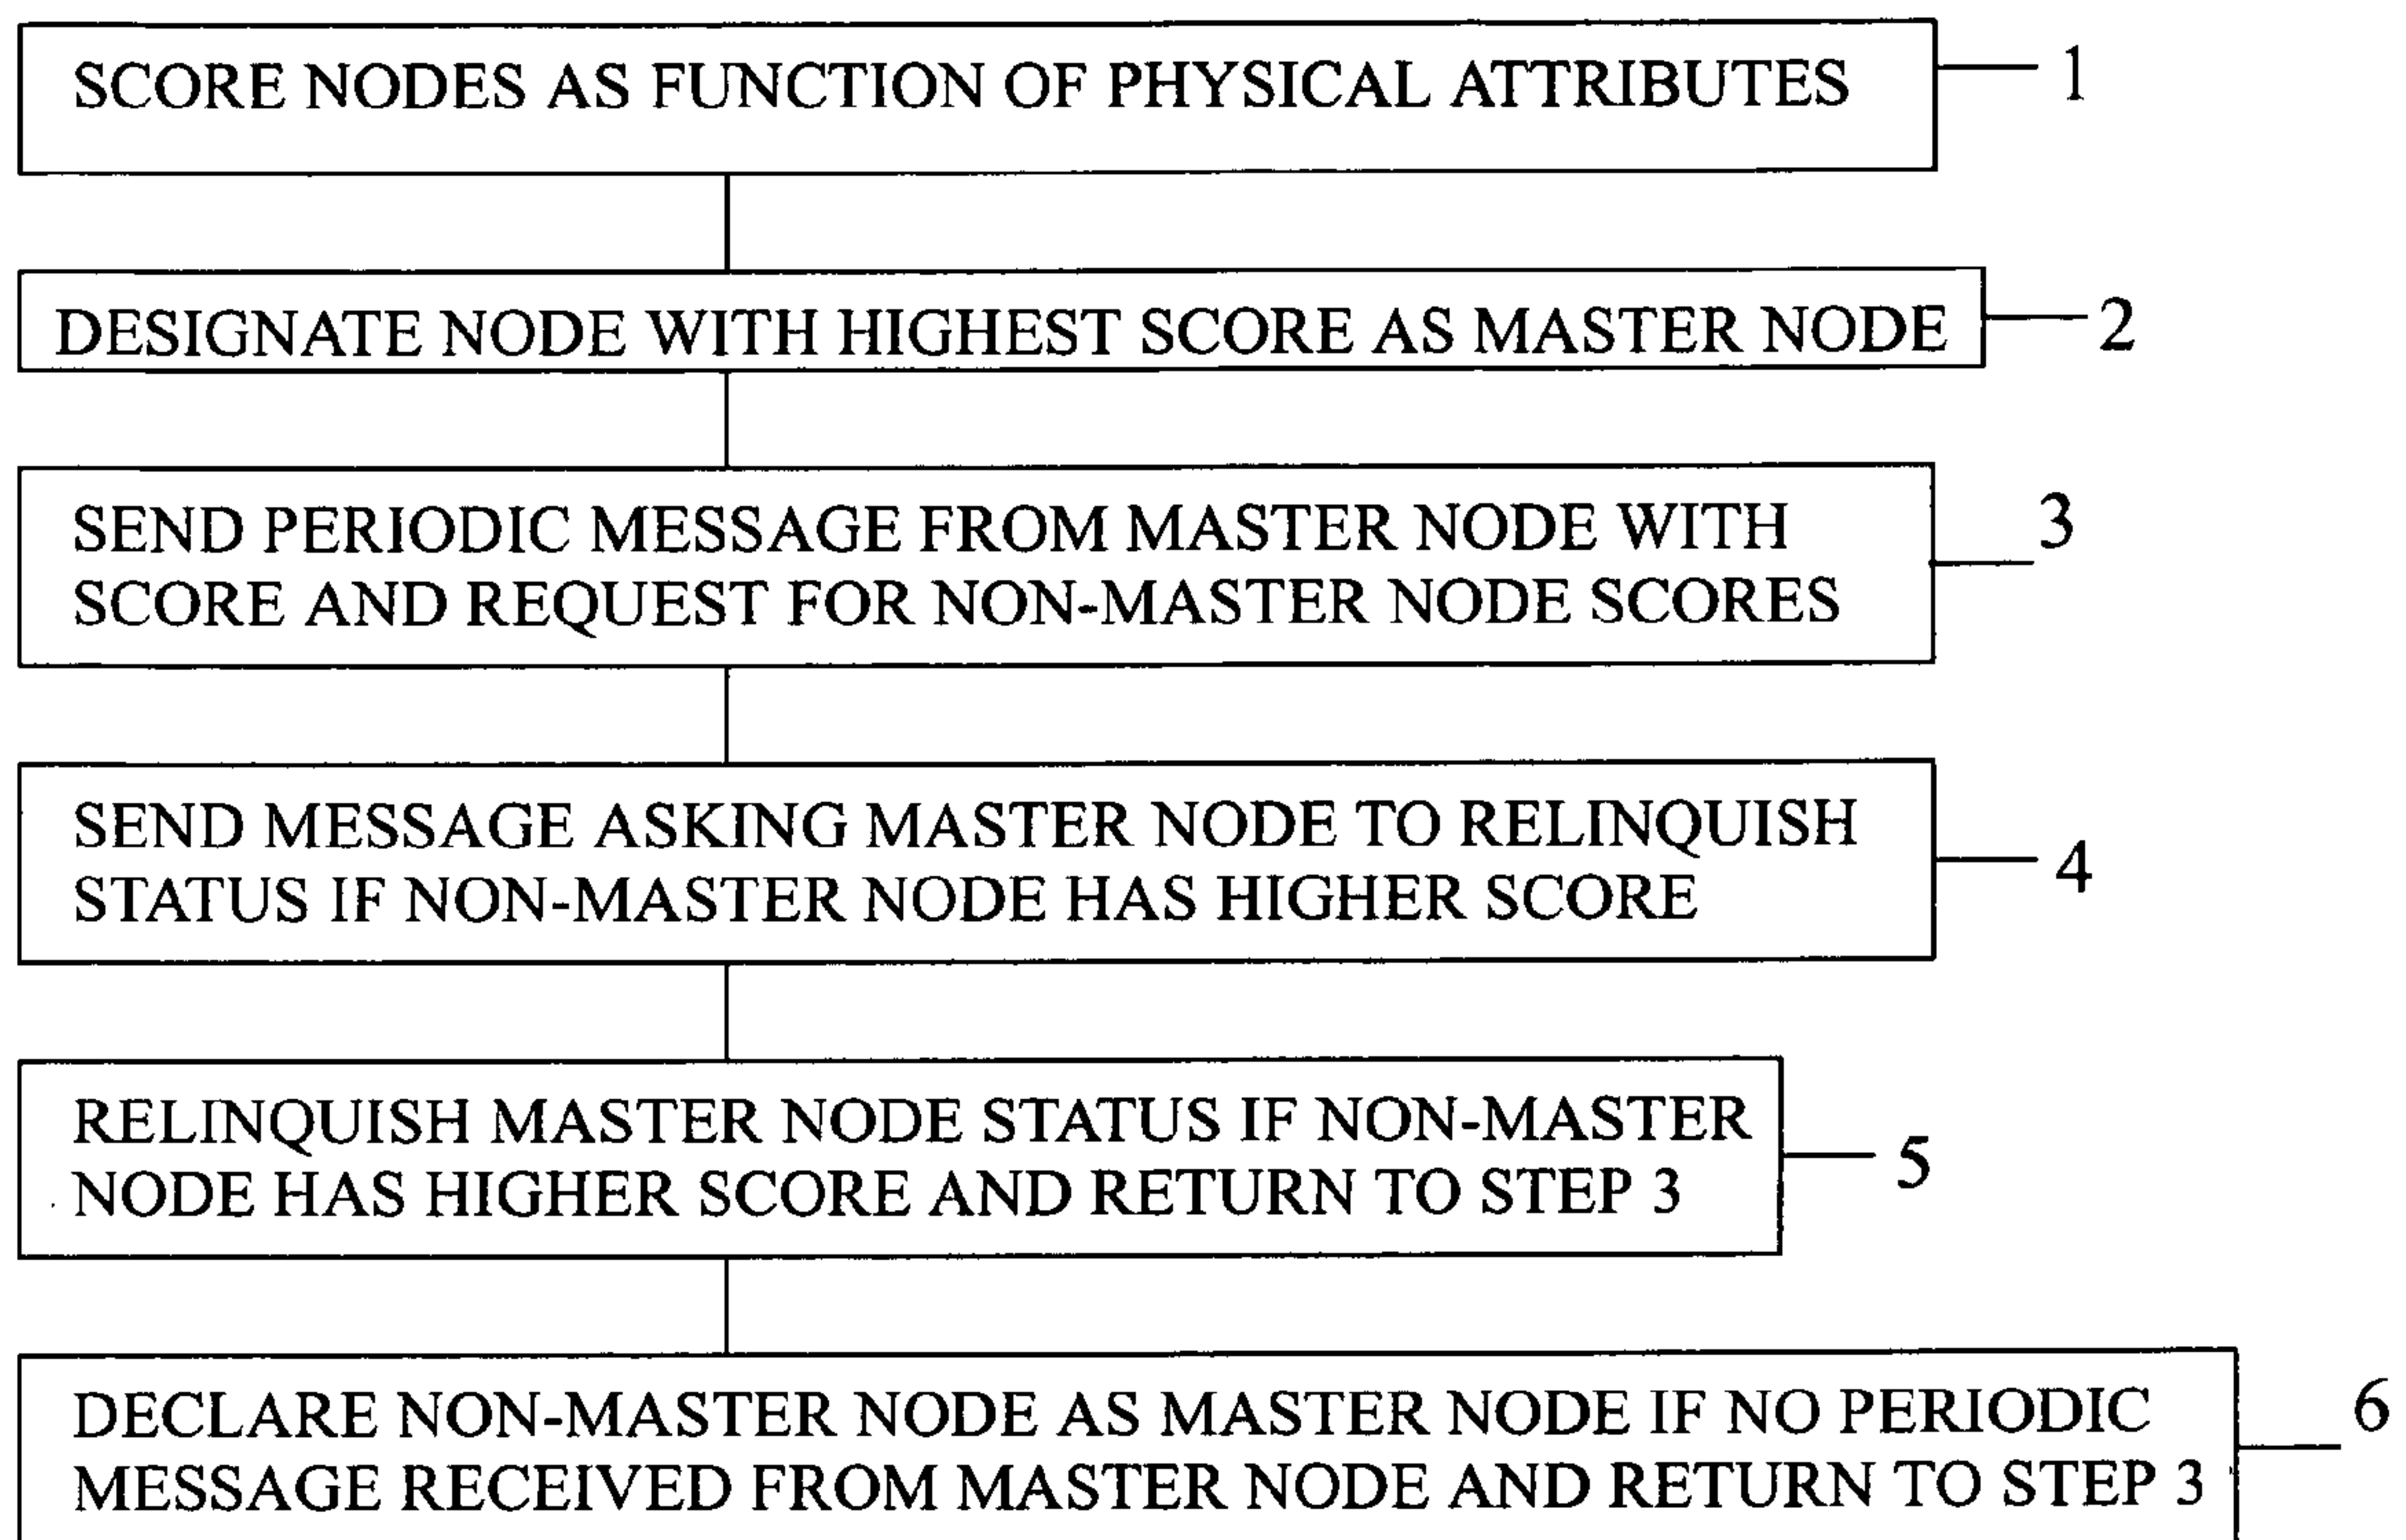 SCORE NODES AS FUNCTION OF PHYSICAL ATTRIBUTES
1
DESIGNATE NODE WITH HIGHEST SCORE AS MASTER NODE
2
SEND PERIODIC MESSAGE FROM MASTER NODE WITH
SCORE AND REQUEST FOR NON-MASTER NODE SCORES
3
SEND MESSAGE ASKING MASTER NODE TO RELINQUISH
STATUS IF NON-MASTER NODE HAS HIGHER SCORE
4
RELINQUISH MASTER NODE STATUS IF NON-MASTER
NODE HAS HIGHER SCORE AND RETURN TO STEP 3
5
DECLARE NON-MASTER NODE AS MASTER NODE IF NO PERIODIC
MESSAGE RECEIVED FROM MASTER NODE AND RETURN TO STEP 3
6